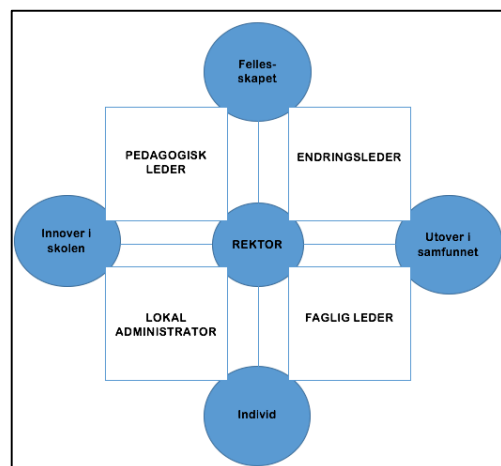 Felles-
skapet
PEDAGOGISK
LEDER
ENDRINGSLEDER
Innover i
skolen
REKTOR
Utover i
samfunnet
LOKAL
ADMINISTRATOR
FAGLIG LEDER
Individ